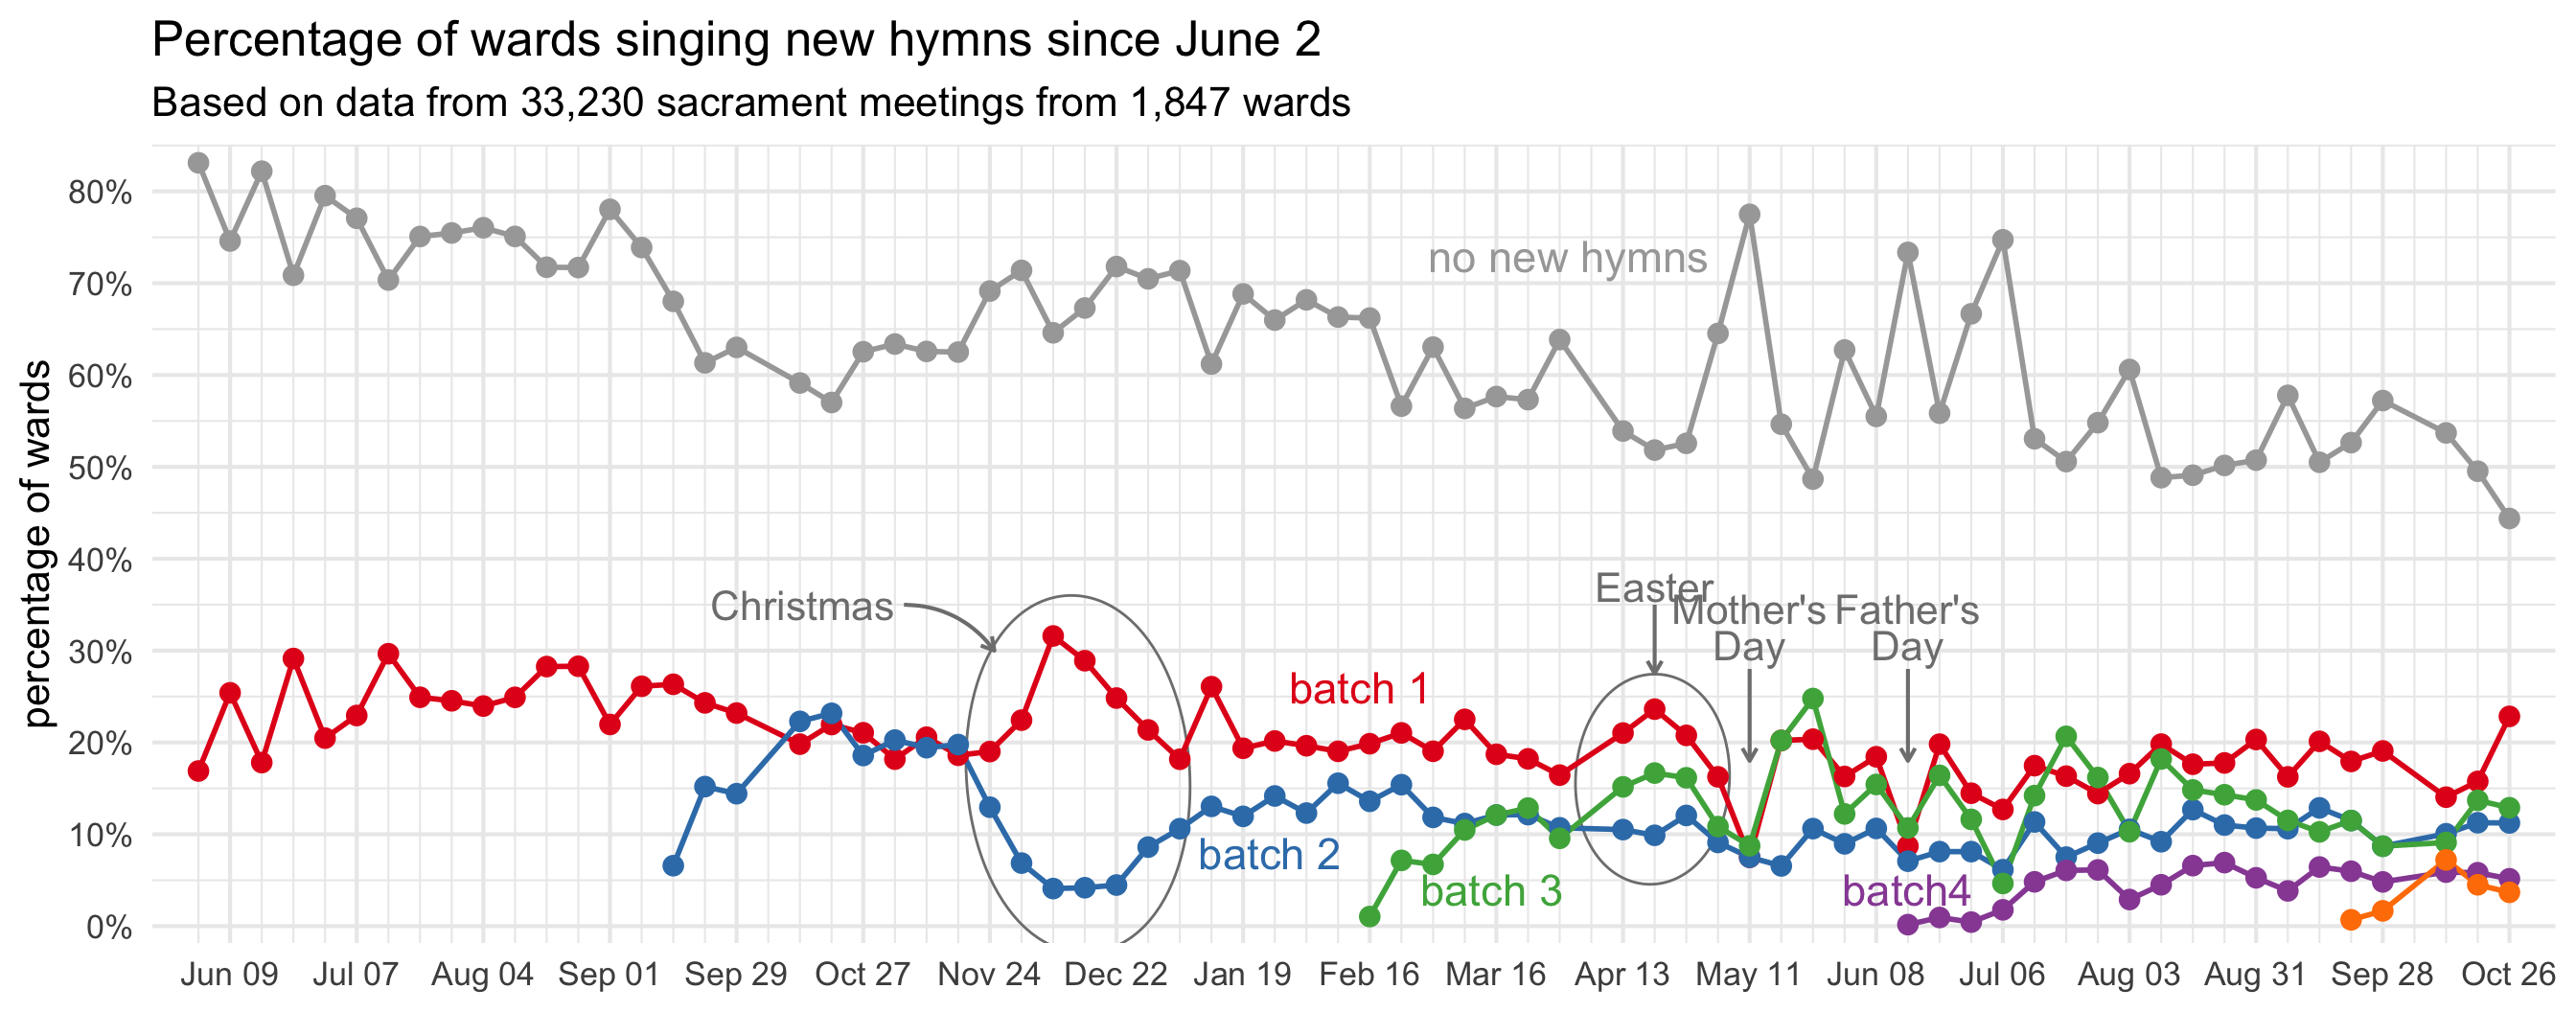 Percentage of wards singing new hymns since June 2
Based on data from 33,230 sacrament meetings from 1,847 wards
percentage of wards
80%
70%
60%
50%
40%
30%
20%
10%
0%
no new hymns
Christmas
Easter
Mother's
Day
Father's
Day
batch 1
batch 2
batch 3
batch4
Jun 09 Jul 07 Aug 04 Sep 01 Sep 29 Oct 27 Nov 24 Dec 22 Jan 19 Feb 16 Mar 16 Apr 13 May 11 Jun 08 Jul 06 Aug 03 Aug 31 Sep 28 Oct 26